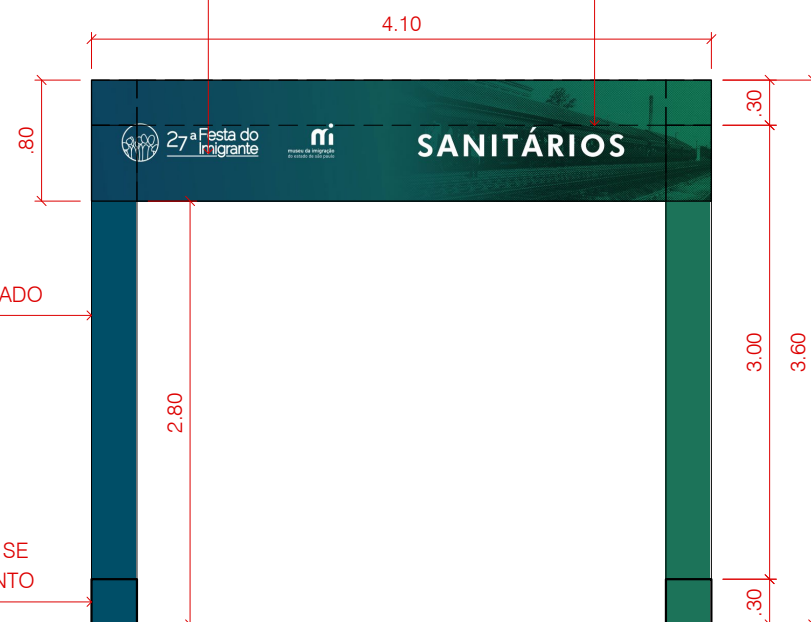 4.10
.30
.80
27ª Festa do
Imigrante
mi
museu da imigração
do estado de são paulo
SANITÁRIOS
ADO
3.00
3.60
2.80
SE
NTO
.30